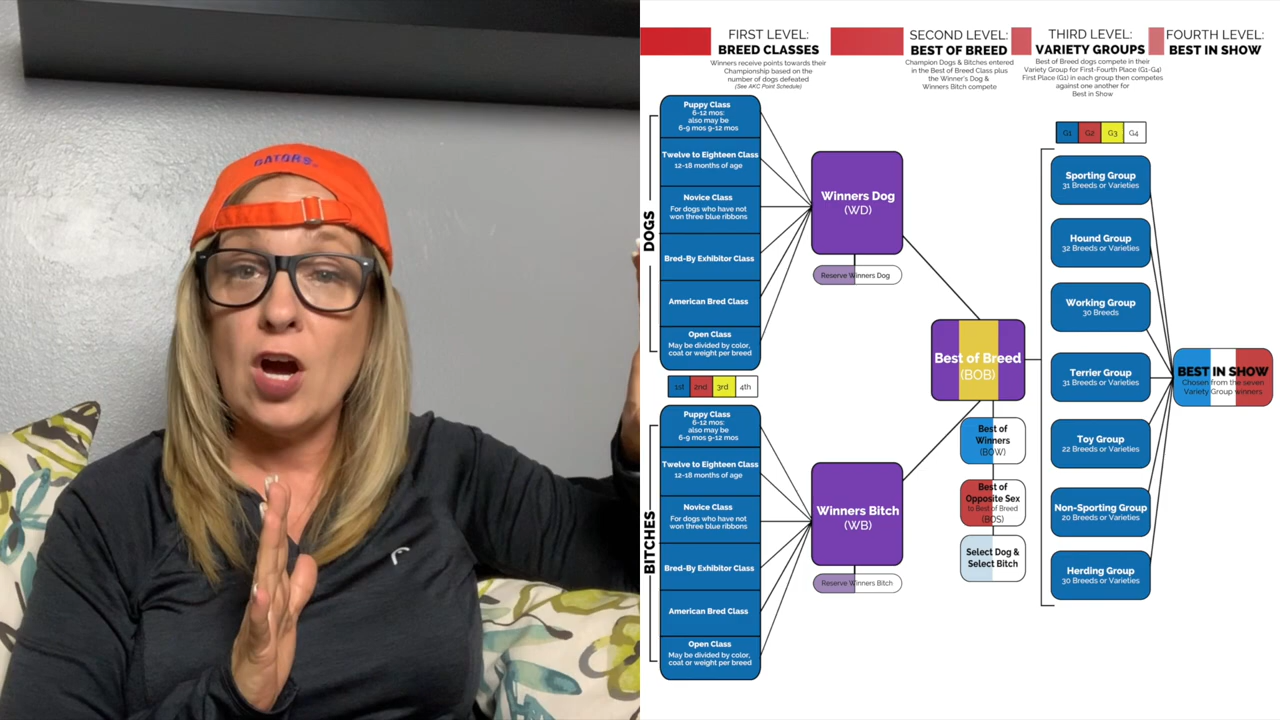 GATORS
FIRST LEVEL:
BREED CLASSES
Winners receive points towards their
Championship based on the
number of dogs defeated
(See AKC Point Schedule)
SECOND LEVEL:
BEST OF BREED
Champion Dogs & Bitches entered
in the Best of Breed Class plus
the Winner's Dog &
Winners Bitch compete
THIRD LEVEL:
VARIETY GROUPS
Best of Breed dogs compete in their
Variety Group for First-Fourth Place (G1-G4)
First Place (G1) in each group then competes
against one another for
Best in Show
FOURTH LEVEL:
BEST IN SHOW
DOGS
Puppy Class
6-12 mos:
also may be
6-9 mos 9-12 mos
Twelve to Eighteen Class
12-18 months of age
Novice Class
For dogs who have not
won three blue ribbons
Bred-By Exhibitor Class
American Bred Class
Open Class
May be divided by color,
coat or weight per breed
1st 2nd 3rd 4th
BITCHES
Puppy Class
6-12 mos:
also may be
6-9 mos 9-12 mos
Twelve to Eighteen Class
12-18 months of age
Novice Class
For dogs who have not
won three blue ribbons
Bred-By Exhibitor Class
American Bred Class
Open Class
May be divided by color,
coat or weight per breed
Winners Dog
(WD)
Reserve Winners Dog
Winners Bitch
(WB)
Reserve Winners Bitch
Best of Breed
(BOB)
Best of
Winners
(BOW)
Best of
Opposite Sex
to Best of Breed
(BOS)
Select Dog &
Select Bitch
G1 G2 G3 G4
Sporting Group
31 Breeds or Varieties
Hound Group
32 Breeds or Varieties
Working Group
30 Breeds
Terrier Group
31 Breeds or Varieties
Toy Group
22 Breeds or Varieties
Non-Sporting Group
20 Breeds or Varieties
Herding Group
30 Breeds or Varieties
BEST IN SHOW
Chosen from the seven
Variety Group winners